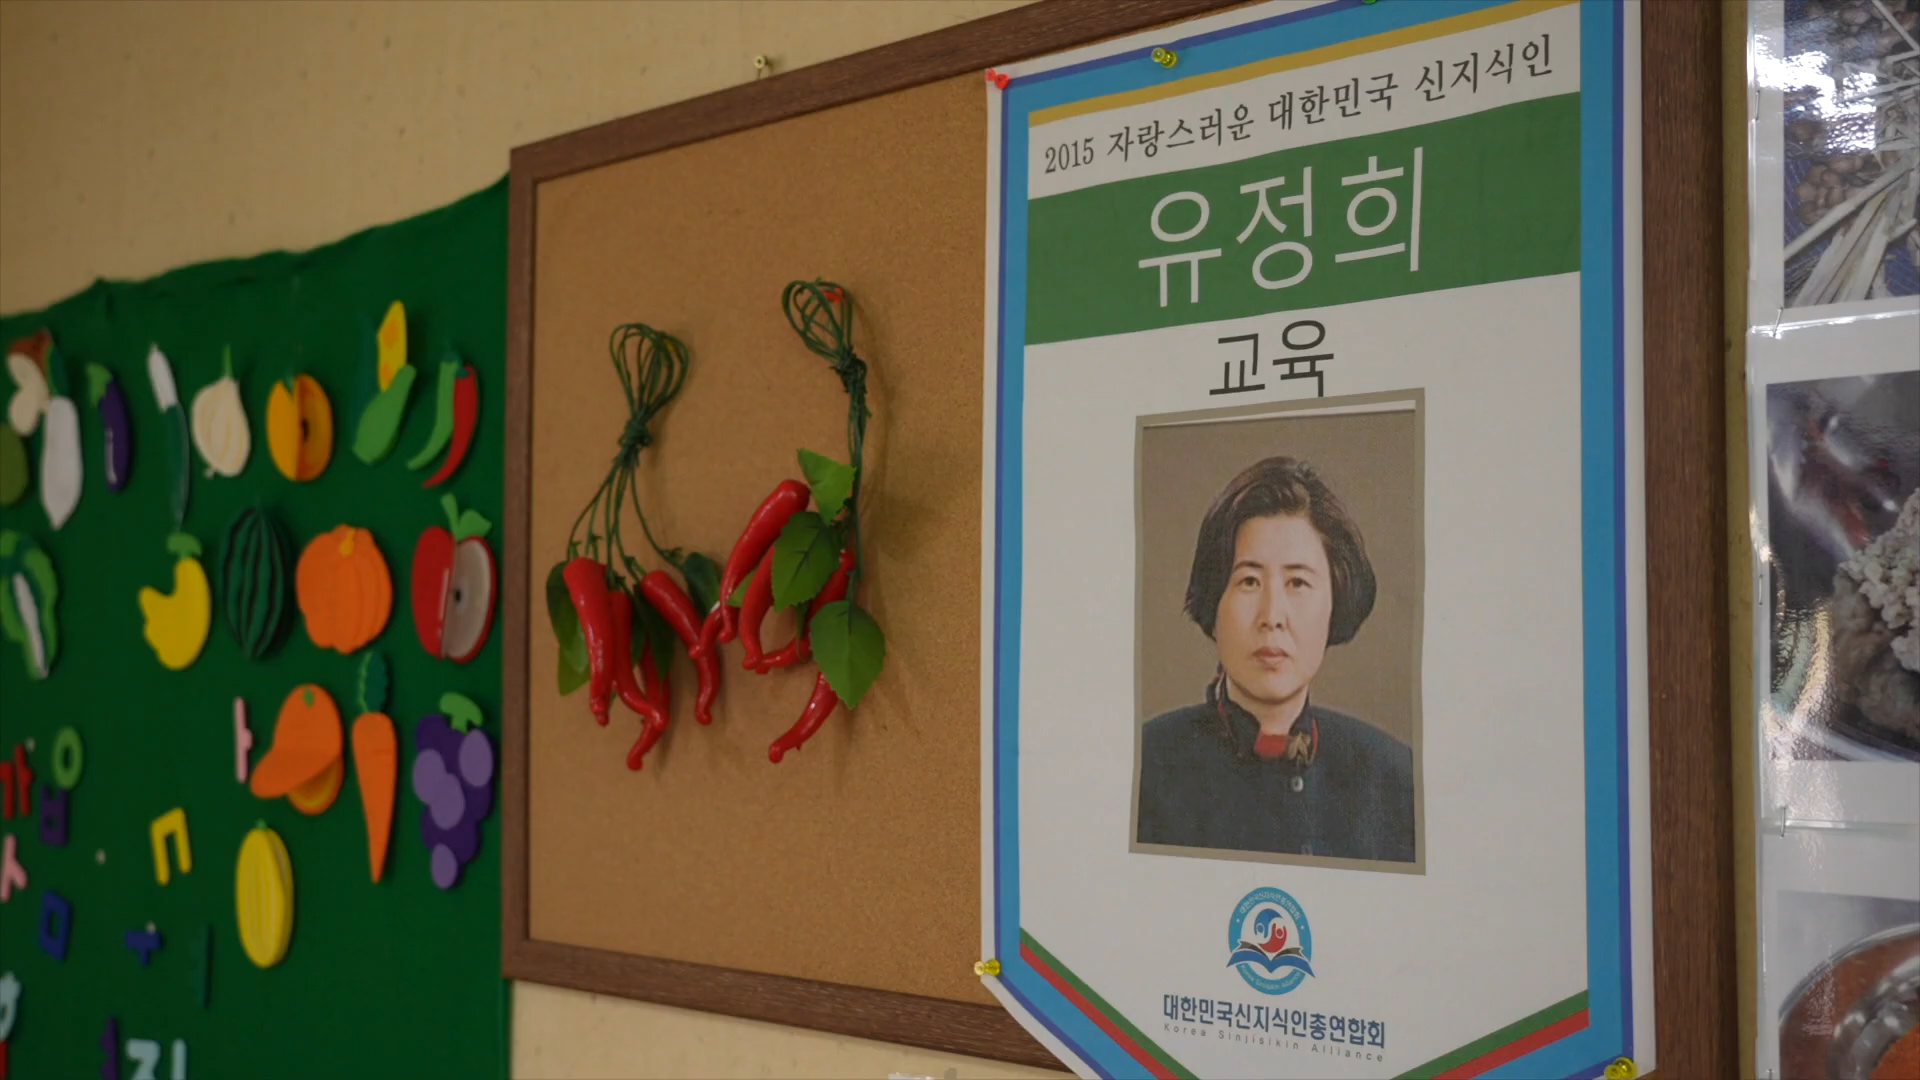 2015 자랑스러운 대한민국 신지식인
유정희
교육
대한민국신지식인총연합회
Korea Sinjisikin Alliance